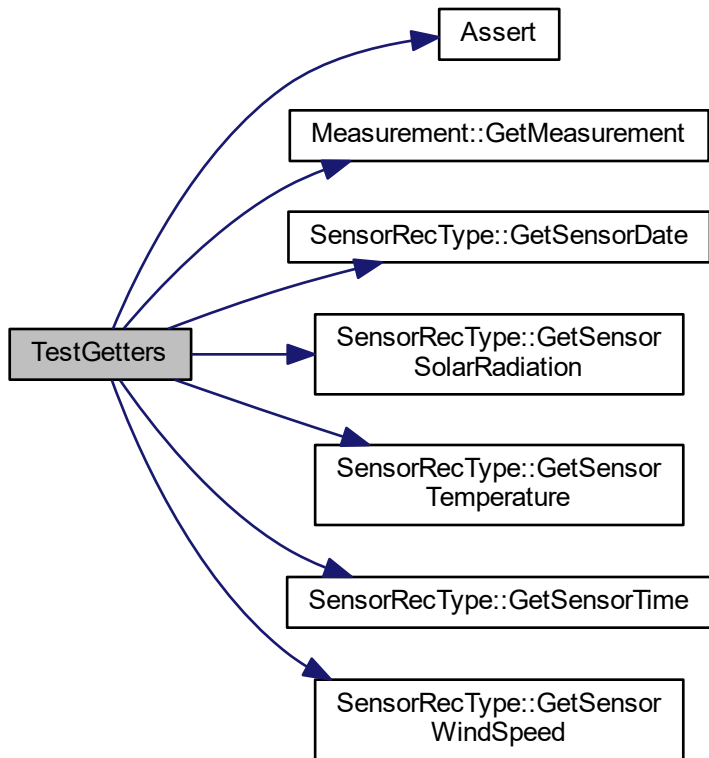 Assert
Measurement::GetMeasurement
SensorRecType::GetSensorDate
TestGetters
SensorRecType::GetSensor
SolarRadiation
SensorRecType::GetSensor
Temperature
SensorRecType::GetSensorTime
SensorRecType::GetSensor
WindSpeed